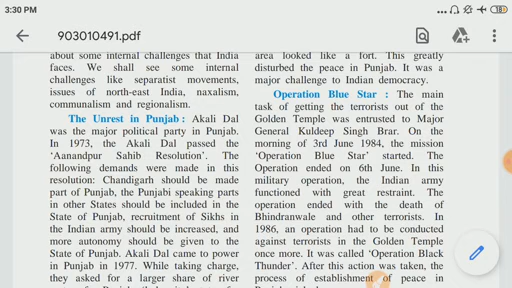 3:30 PM
18
903010491.pdf
about some internal challenges that India
faces. We shall see some internal
challenges like separatist movements,
issues of north-east India, naxalism,
communalism and regionalism.
The Unrest in Punjab : Akali Dal
was the major political party in Punjab.
In 1973, the Akali Dal passed the
'Aanandpur Sahib Resolution'. The
following demands were made in this
resolution: Chandigarh should be made
part of Punjab, the Punjabi speaking parts
in other States should be included in the
State of Punjab, recruitment of Sikhs in
the Indian army should be increased, and
more autonomy should be given to the
State of Punjab. Akali Dal came to power
in Punjab in 1977. While taking charge,
they asked for a larger share of river
area looked like a fort. This greatly
disturbed the peace in Punjab. It was a
major challenge to Indian democracy.
Operation Blue Star : The main
task of getting the terrorists out of the
Golden Temple was entrusted to Major
General Kuldeep Singh Brar. On the
morning of 3rd June 1984, the mission
'Operation Blue Star' started. The
Operation ended on 6th June. In this
military operation, the Indian army
functioned with great restraint. The
operation ended with the death of
Bhindranwale and other terrorists. In
1986, an operation had to be conducted
against terrorists in the Golden Temple
once more. It was called 'Operation Black
Thunder'. After this action was taken, the
process of establishment of peace in